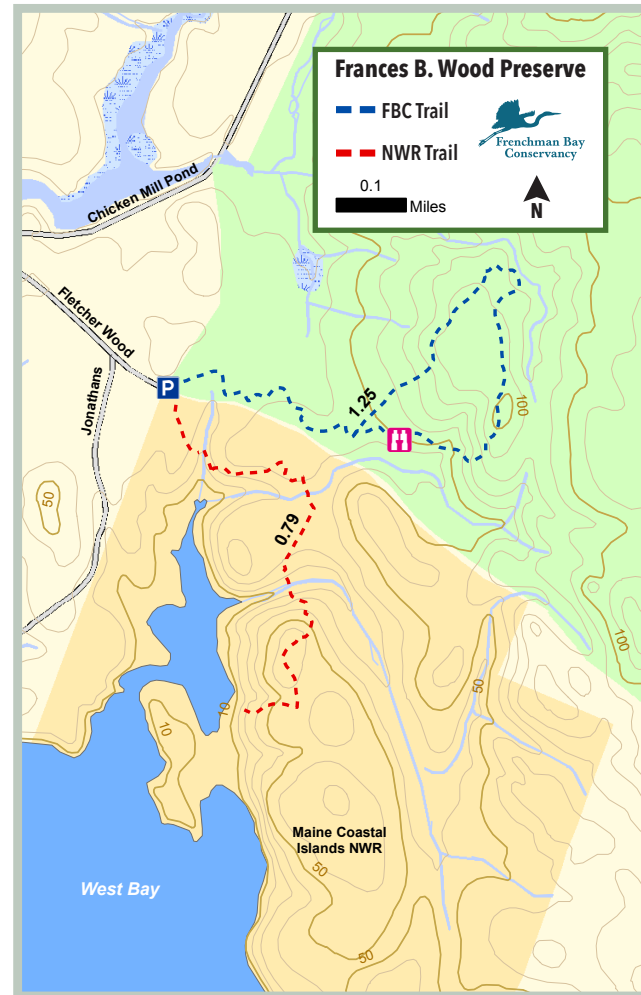 Frances B. Wood Preserve
FBC Trail
NWR Trail
Frenchman Bay
Conservancy
0.1
Miles
N
Chicken Mill Pond
Fletcher Wood
Jonathans
P
1.25
100
50
0.79
100
50
10
10
Maine Coastal
Islands NWR
50
West Bay
50